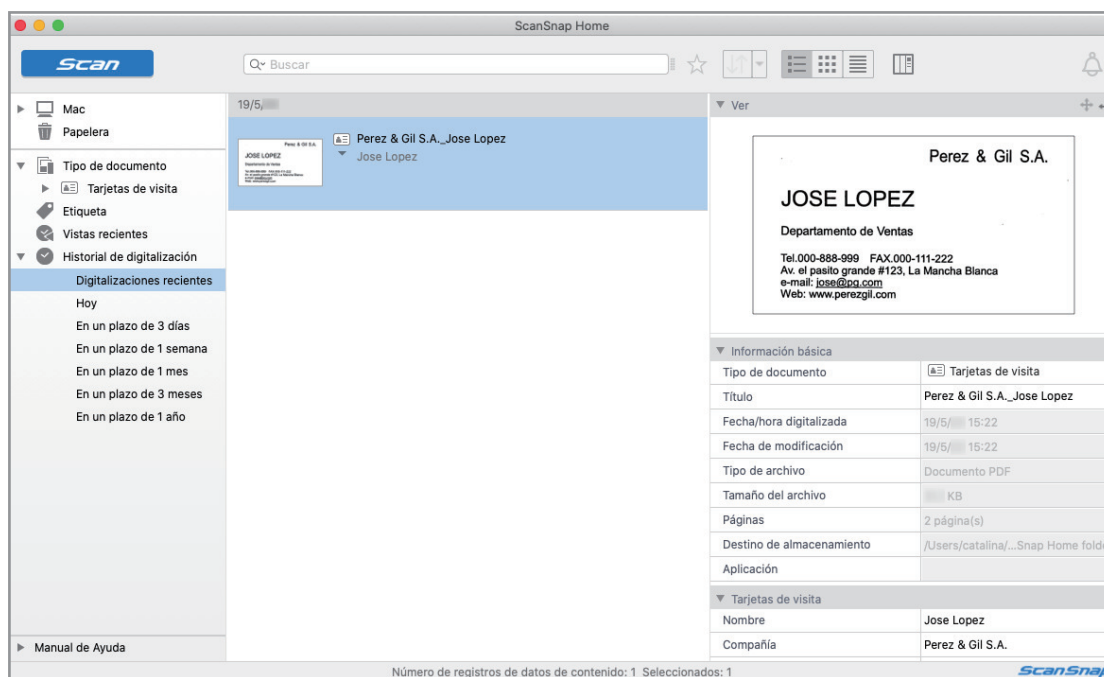 ScanSnap Home
Scan
Buscar
Mac
Papelera
Tipo de documento
Tarjetas de visita
Etiqueta
Vistas recientes
Historial de digitalización
Digitalizaciones recientes
Hoy
En un plazo de 3 días
En un plazo de 1 semana
En un plazo de 1 mes
En un plazo de 3 meses
En un plazo de 1 año
Manual de Ayuda
19/5/
Perez & Gil S.A.
JOSE LOPEZ
Perez & Gil S.A._Jose Lopez
Jose Lopez
Ver
Perez & Gil S.A.
JOSE LOPEZ
Departamento de Ventas
Tel.000-888-999 FAX.000-111-222
Av. el pasito grande #123, La Mancha Blanca
e-mail: jose@pg.com
Web: www.perezgil.com
Información básica
Tipo de documento Tarjetas de visita
Título Perez & Gil S.A._Jose Lopez
Fecha/hora digitalizada 19/5/ 15:22
Fecha de modificación 19/5/ 15:22
Tipo de archivo Documento PDF
Tamaño del archivo KB
Páginas 2 página(s)
Destino de almacenamiento /Users/catalina/...Snap Home folde
Aplicación
Tarjetas de visita
Nombre Jose Lopez
Compañía Perez & Gil S.A.
Número de registros de datos de contenido: 1 Seleccionados: 1
ScanSnap